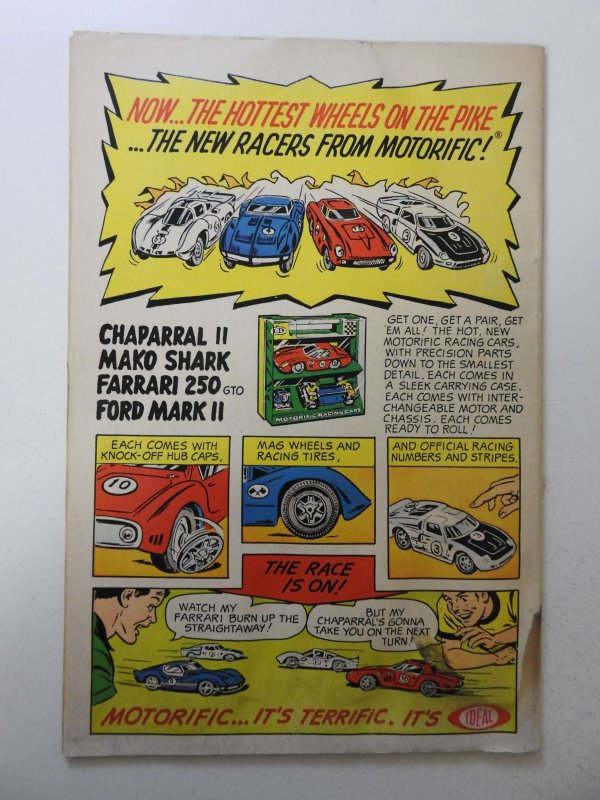 NOW...THE HOTTEST WHEELS ON THE PIKE
...THE NEW RACERS FROM MOTORIFIC!®
CHAPARRAL II
MAKO SHARK
FARRARI 250 GTO
FORD MARK II
MOTORIFIC RACING CARS
GET ONE, GET A PAIR, GET
'EM ALL! THE HOT, NEW
MOTORIFIC RACING CARS,
WITH PRECISION PARTS
DOWN TO THE SMALLEST
DETAIL. EACH COMES IN
A SLEEK CARRYING CASE.
EACH COMES WITH INTER-
CHANGEABLE MOTOR AND
CHASSIS. EACH COMES
READY TO ROLL!
EACH COMES WITH
KNOCK-OFF HUB CAPS,
10
MAG WHEELS AND
RACING TIRES,
AND OFFICIAL RACING
NUMBERS AND STRIPES.
3
THE RACE
IS ON!
WATCH MY
FARRARI BURN UP THE
STRAIGHTAWAY!
BUT MY
CHAPARRAL'S GONNA
TAKE YOU ON THE NEXT
TURN!
10
MOTORIFIC...IT'S TERRIFIC. IT'S IDEAL